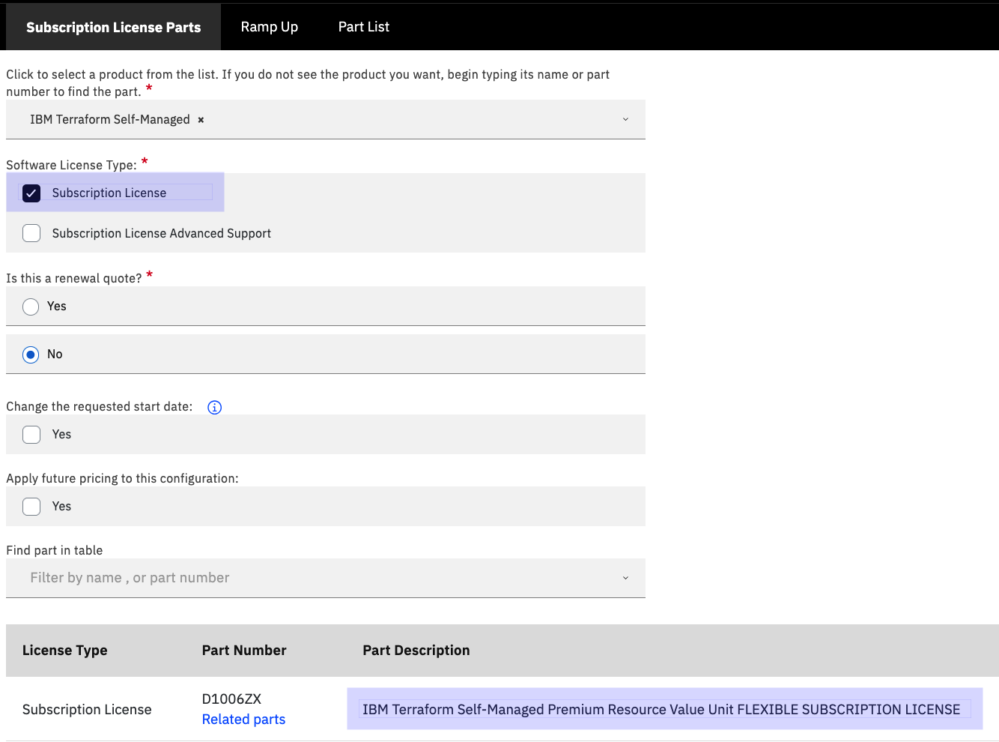 Subscription License Parts Ramp Up Part List
Click to select a product from the list. If you do not see the product you want, begin typing its name or part
number to find the part. *
IBM Terraform Self-Managed ×
Software License Type: *
Subscription License
Subscription License Advanced Support
Is this a renewal quote? *
Yes
No
Change the requested start date:
Yes
Apply future pricing to this configuration:
Yes
Find part in table
Filter by name , or part number
License Type Part Number Part Description
Subscription License D1006ZX IBM Terraform Self-Managed Premium Resource Value Unit FLEXIBLE SUBSCRIPTION LICENSE
Related parts